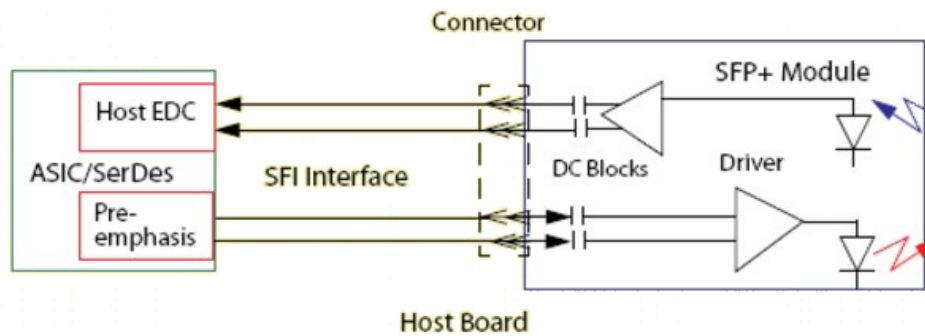 Connector
SFP+ Module
Host EDC
ASIC/SerDes
SFI Interface
DC Blocks
Driver
Pre-
emphasis
Host Board